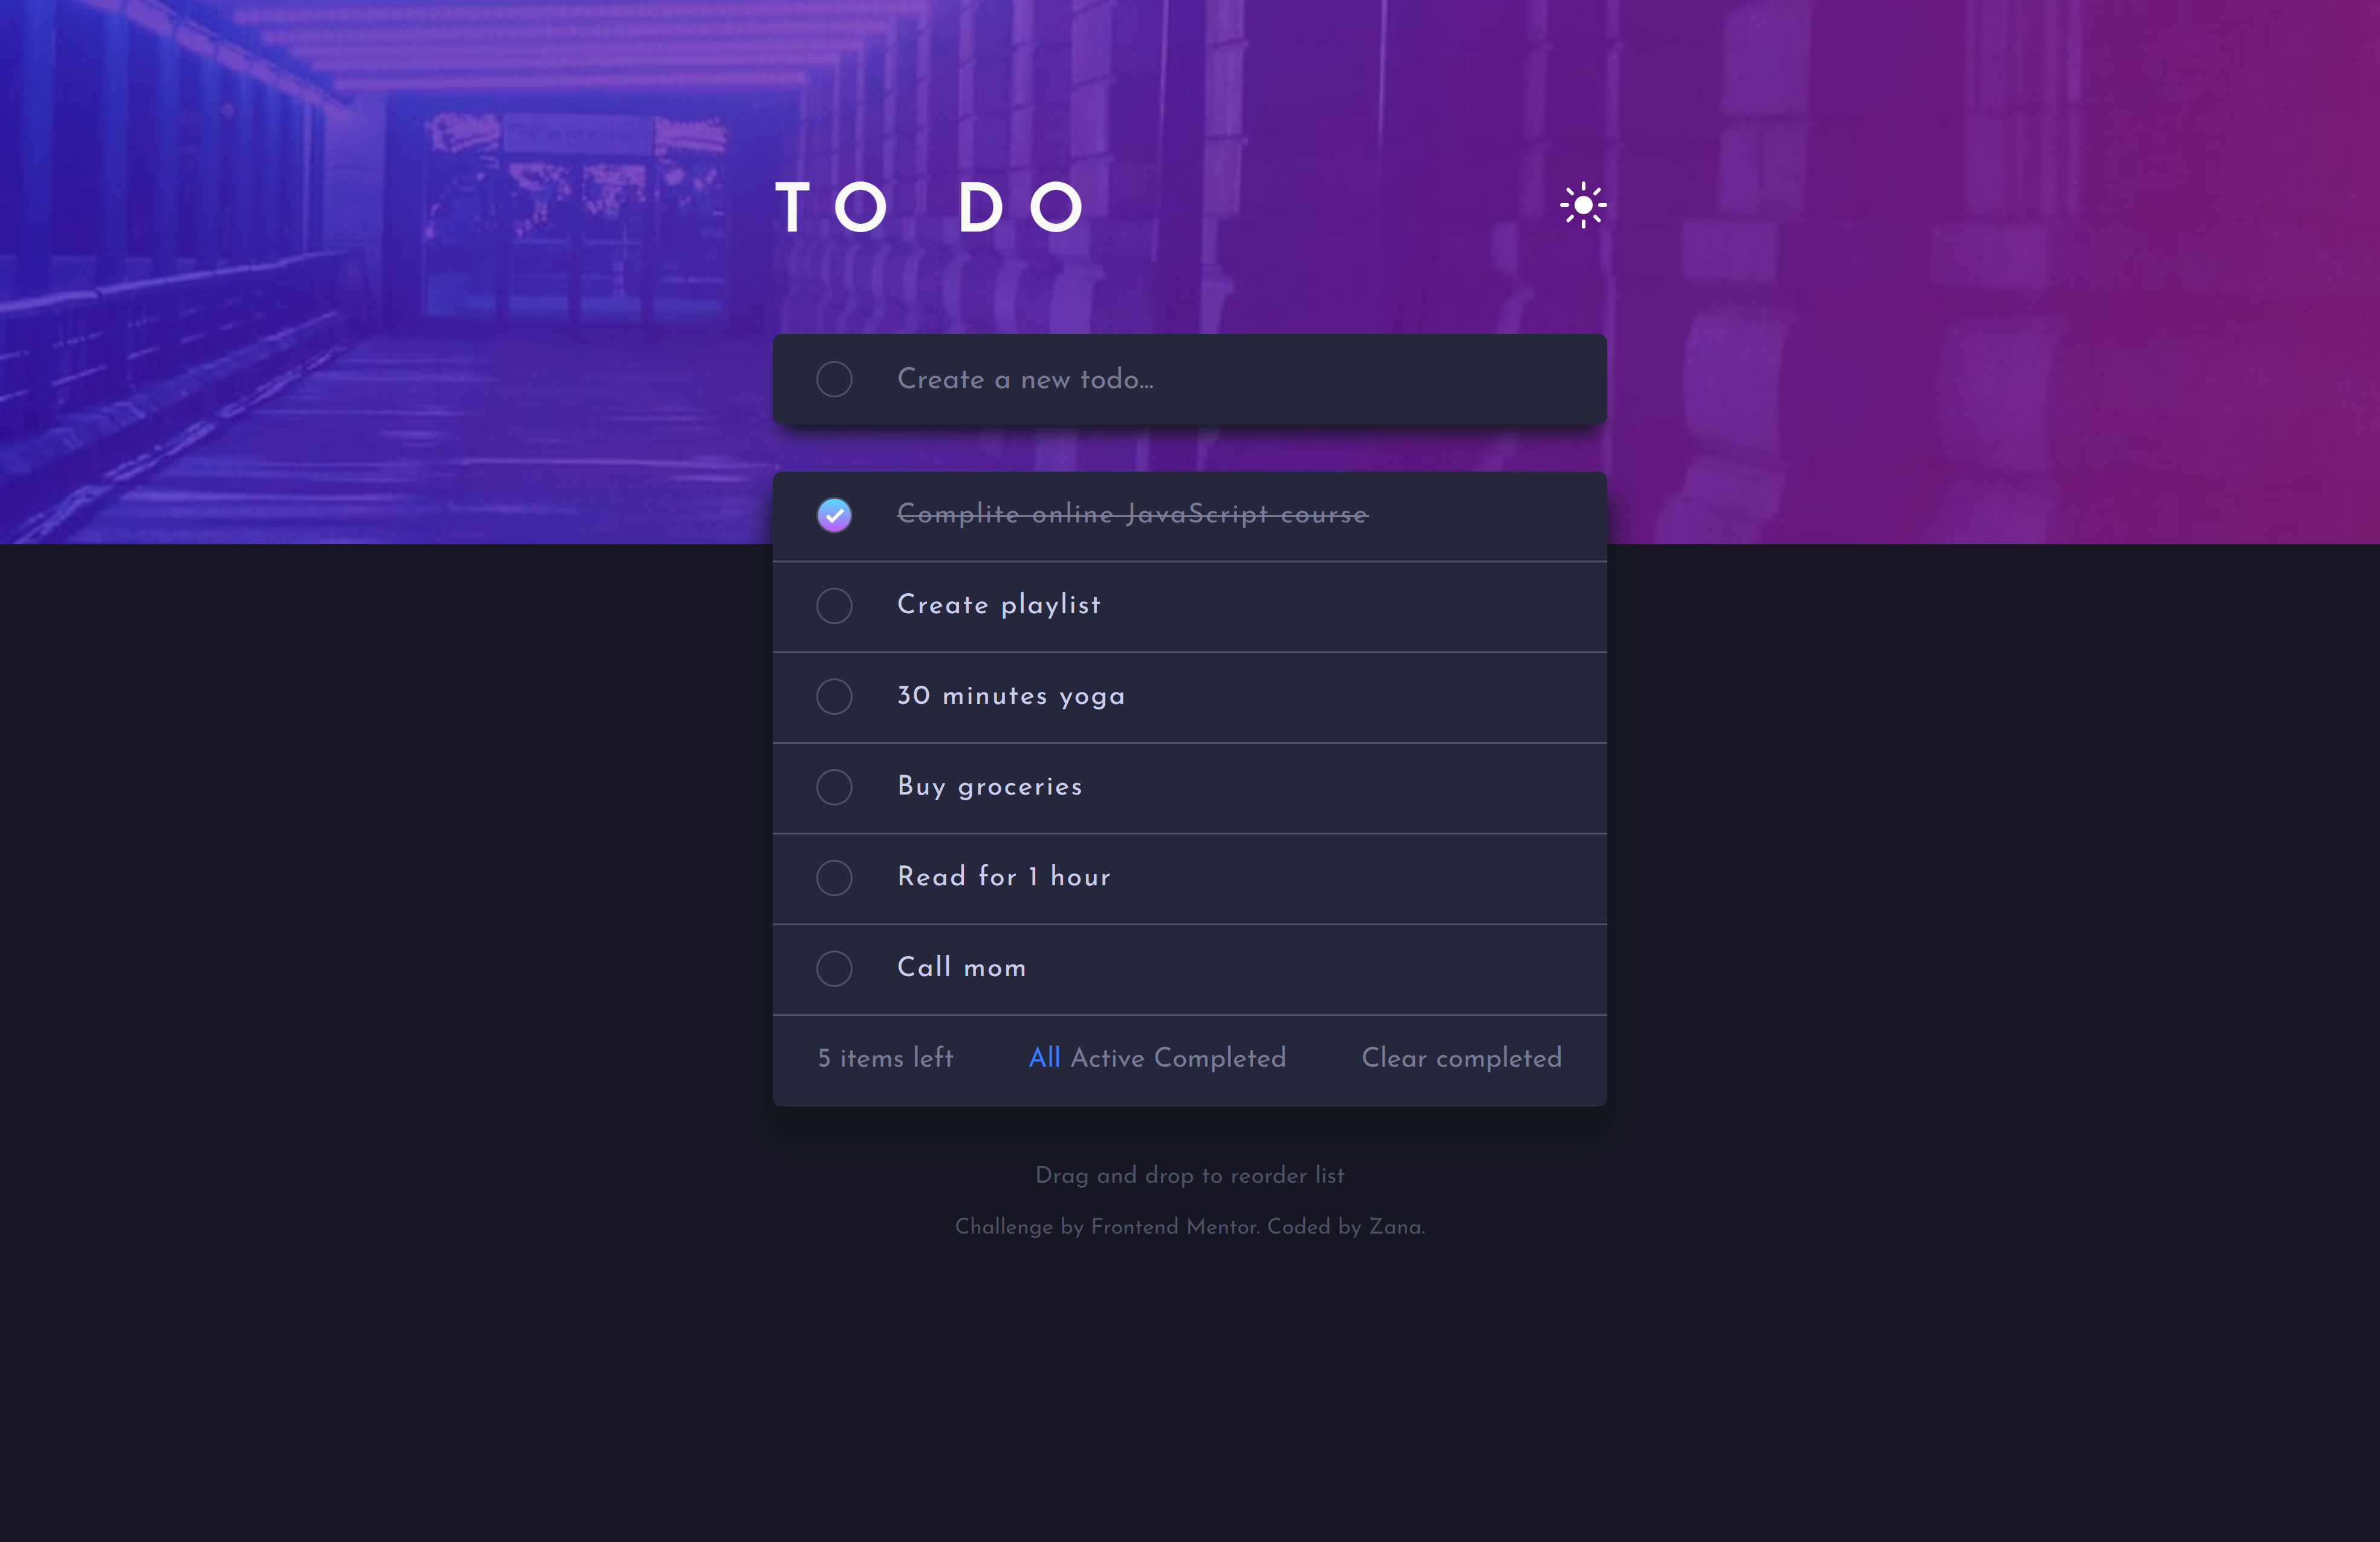 TO DO
Create a new todo...
Complite online JavaScript course
Create playlist
30 minutes yoga
Buy groceries
Read for 1 hour
Call mom
5 items left All Active Completed Clear completed
Drag and drop to reorder list
Challenge by Frontend Mentor. Coded by Zana.